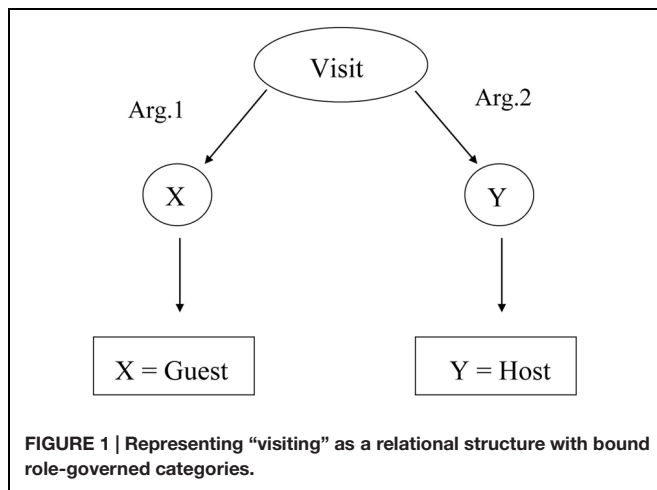 Visit
Arg.1
Arg.2
X
Y
X = Guest
Y = Host
FIGURE 1 | Representing “visiting” as a relational structure with bound
role-governed categories.